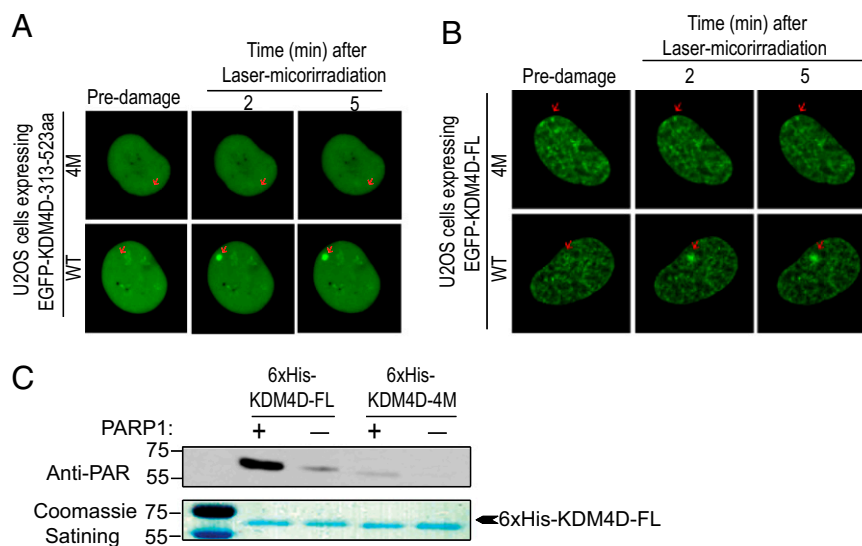 A
Time (min) after
Laser-micorirradiation
Pre-damage
2
5
U2OS cells expressing
EGFP-KDM4D-313-523aa
4M
WT
B
Time (min) after
Laser-micorirradiation
Pre-damage
2
5
U2OS cells expressing
EGFP-KDM4D-FL
4M
WT
C
6xHis-
KDM4D-FL
6xHis-
KDM4D-4M
PARP1:
+
—
+
—
75
Anti-PAR
55
Coomassie
Satining
75
55
6xHis-KDM4D-FL